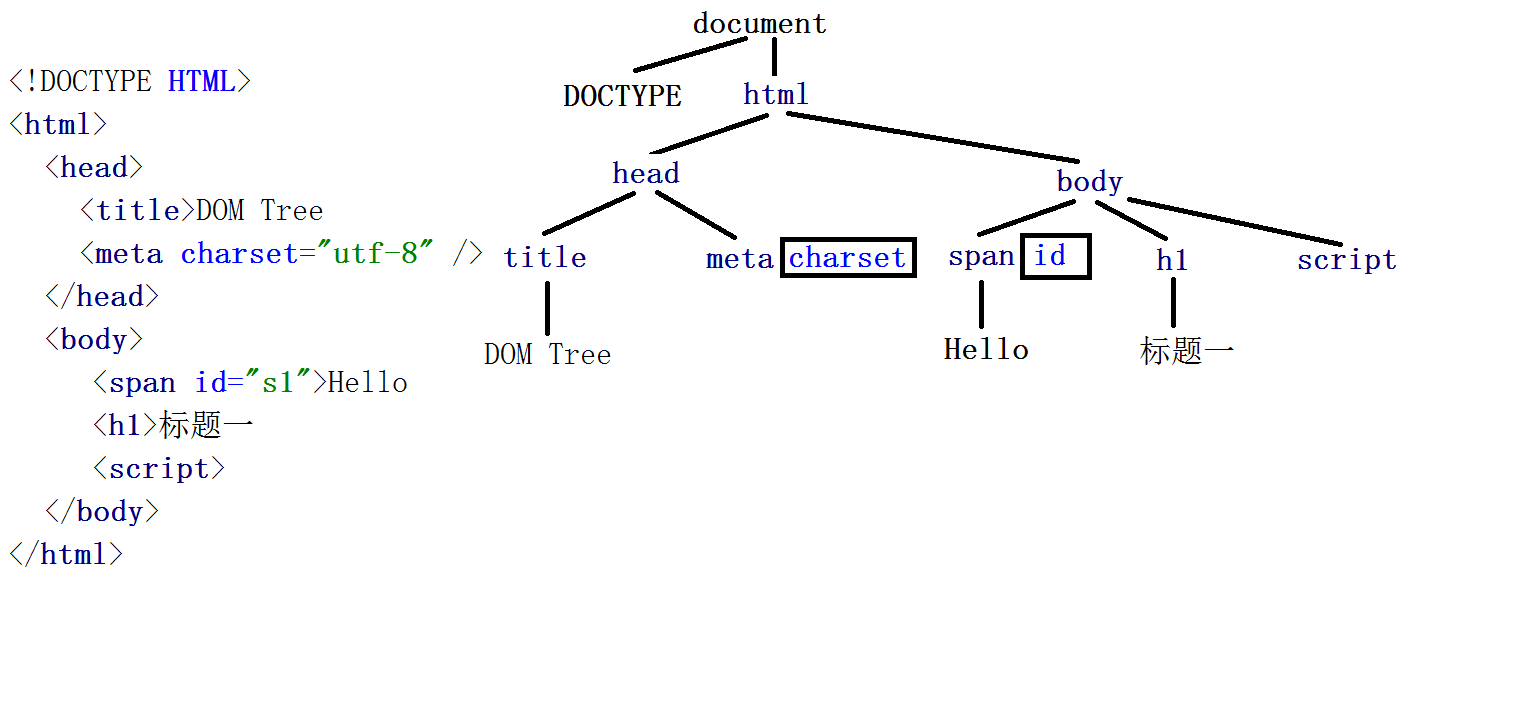 <!DOCTYPE HTML>
<html>
<head>
<title>DOM Tree
<meta charset="utf-8" />
</head>
<body>
<span id="s1">Hello
<h1>标题一
<script>
</body>
</html>
document
DOCTYPE html
head body
title meta charset span id h1 script
DOM Tree Hello 标题一